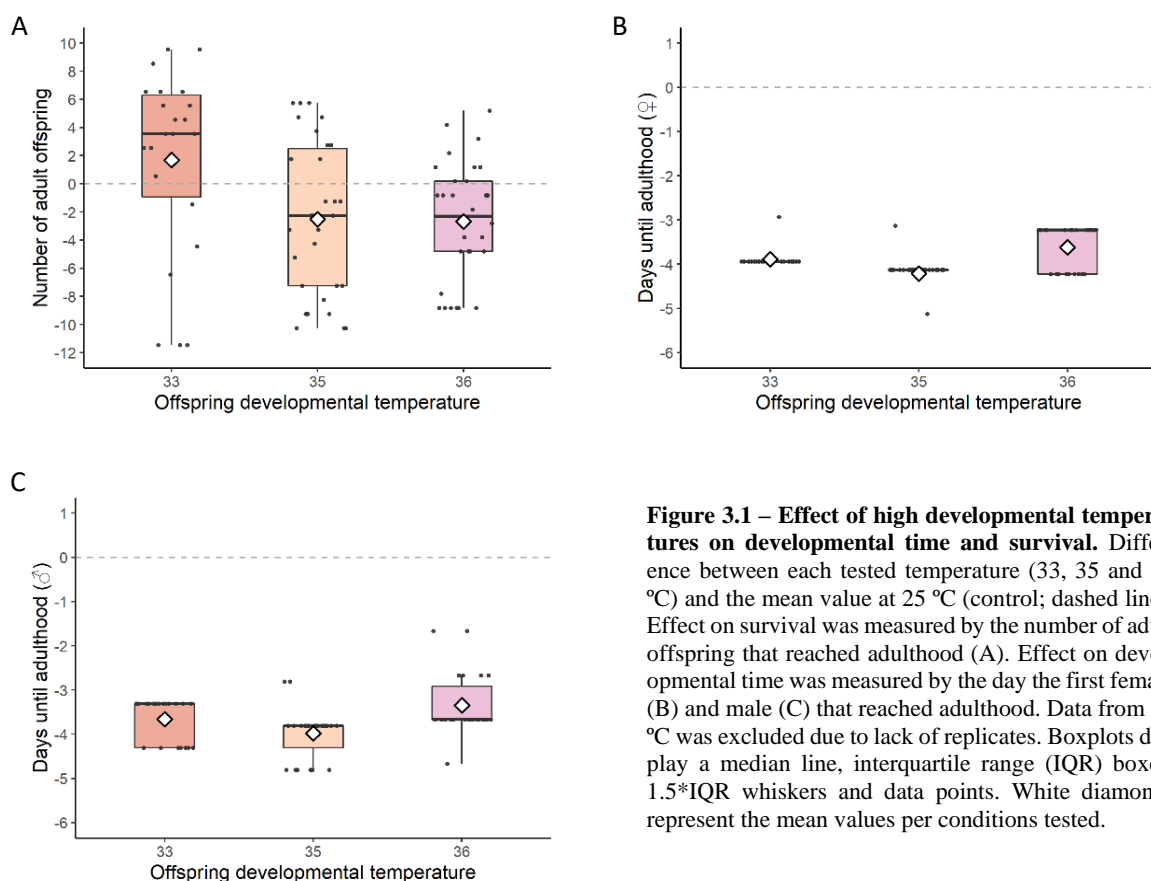 A
Number of adult offspring
10
8
6
4
2
0
-2
-4
-6
-8
-10
-12
33 35 36
Offspring developmental temperature
B
Days until adulthood (♀)
1
0
-1
-2
-3
-4
-5
-6
33 35 36
Offspring developmental temperature
C
Days until adulthood (♂)
1
0
-1
-2
-3
-4
-5
-6
33 35 36
Offspring developmental temperature
Figure 3.1 – Effect of high developmental temper
tures on developmental time and survival. Differ
ence between each tested temperature (33, 35 and
ºC) and the mean value at 25 ºC (control; dashed line
Effect on survival was measured by the number of ad
offspring that reached adulthood (A). Effect on deve
opmental time was measured by the day the first fema
(B) and male (C) that reached adulthood. Data from
ºC was excluded due to lack of replicates. Boxplots d
play a median line, interquartile range (IQR) box
1.5*IQR whiskers and data points. White diamon
represent the mean values per conditions tested.